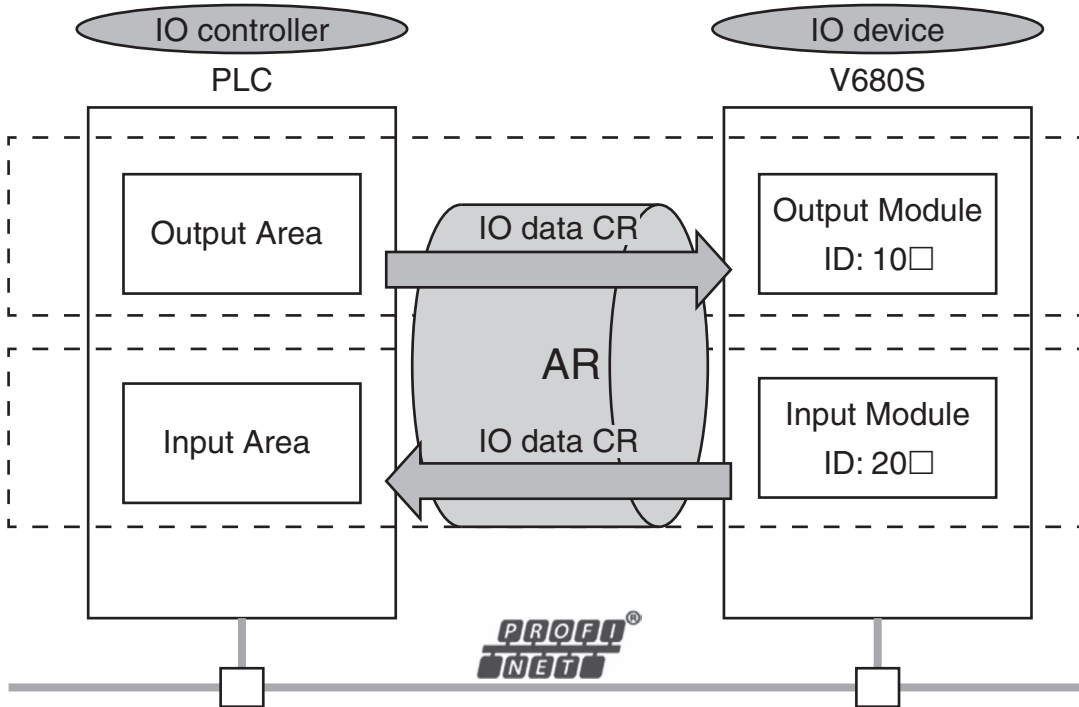 IO controller
IO device
PLC
V680S
Output Area
IO data CR
Output Module
ID: 10□
AR
Input Area
IO data CR
Input Module
ID: 20□
PROFI®
NET